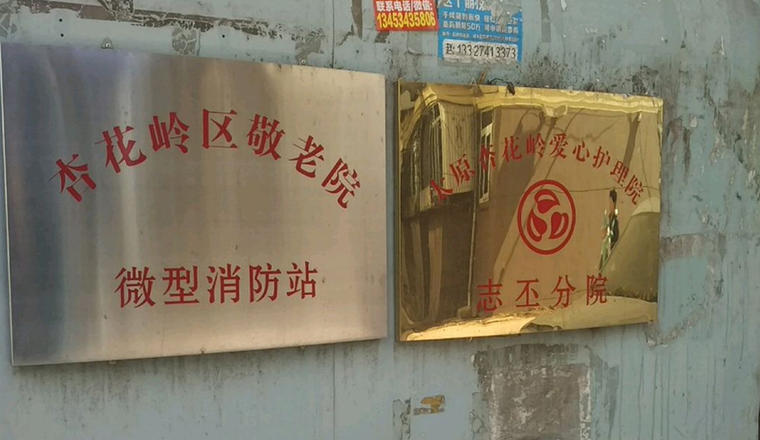 联系电话/微信:
13453435806
13327413373
杏花岭区敬老院
微型消防站
太原杏花岭爱心护理院
志丕分院